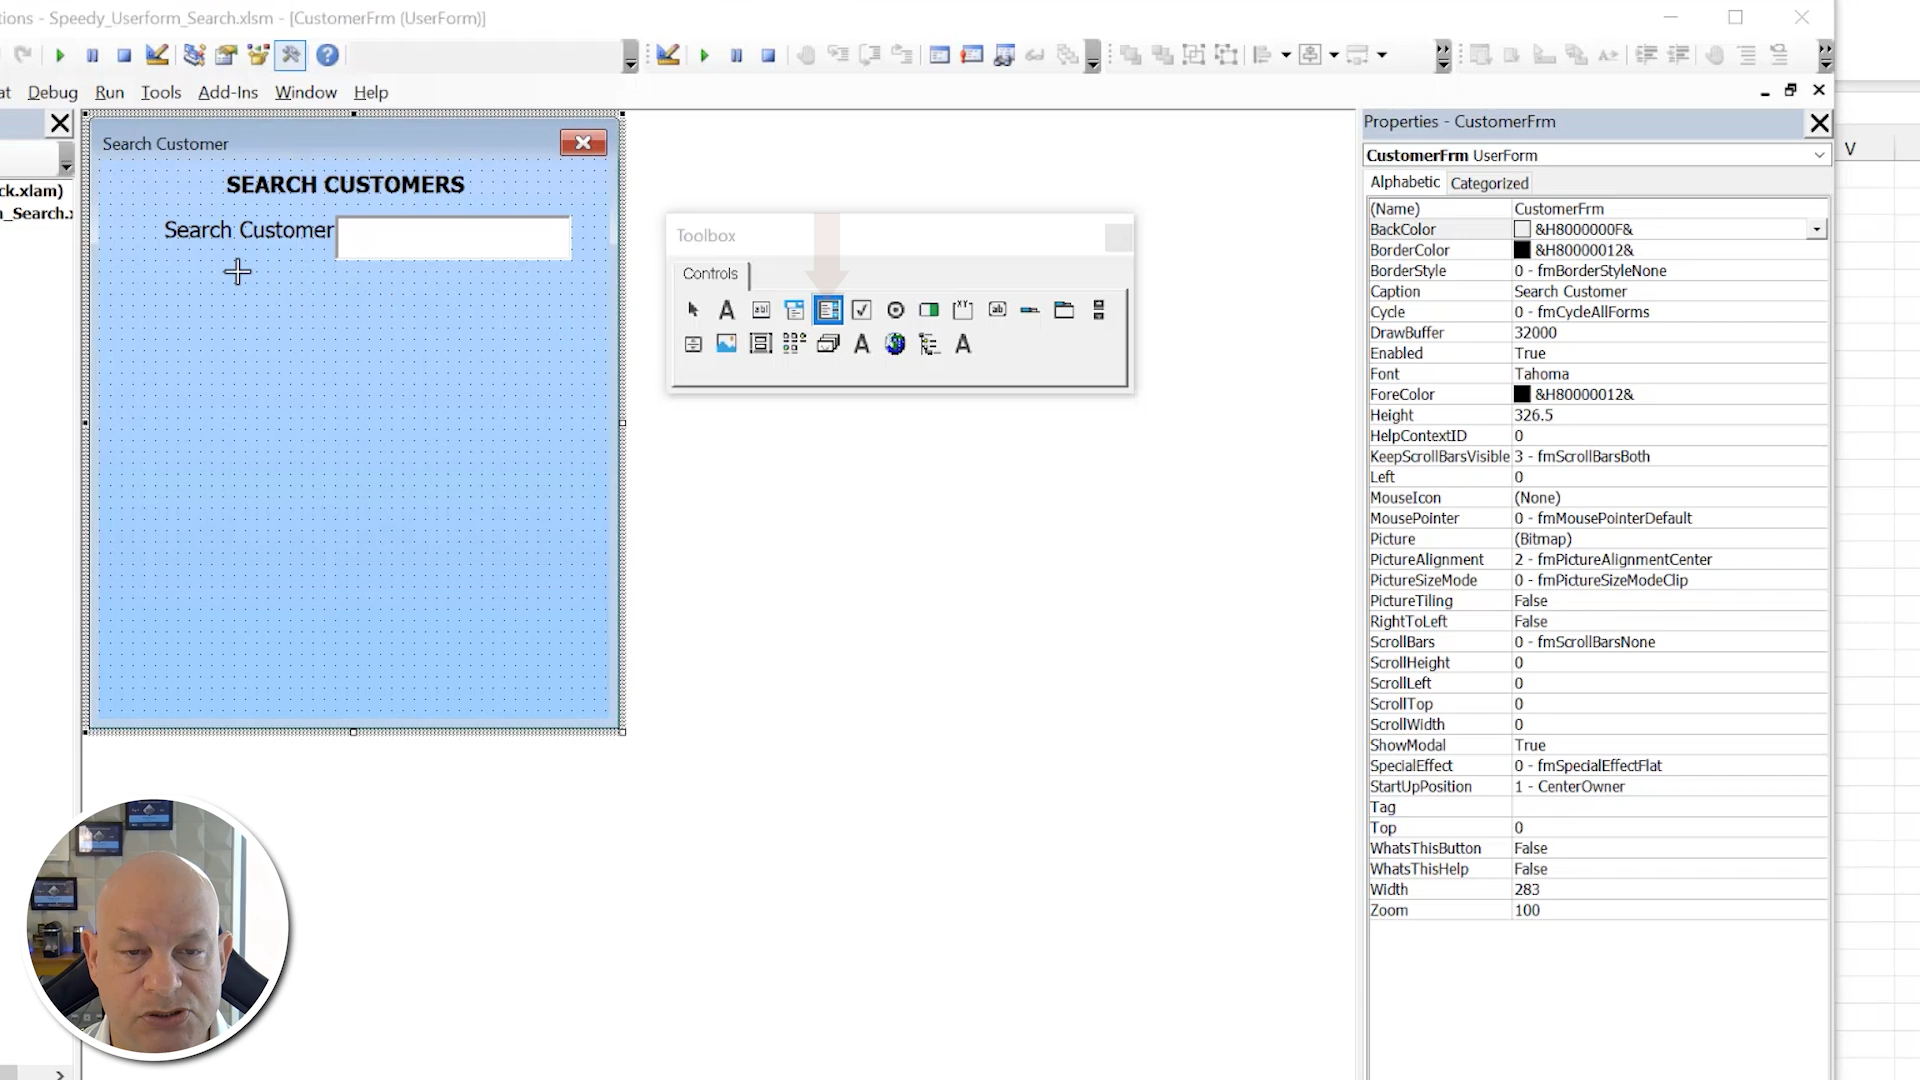 tions - Speedy_Userform_Search.xlsm - [CustomerFrm (UserForm)]
at Debug Run Tools Add-Ins Window Help
ck.xlam)
n_Search.x
Search Customer
SEARCH CUSTOMERS
Search Customer
Toolbox
Controls
Properties - CustomerFrm
CustomerFrm UserForm
Alphabetic Categorized
(Name) CustomerFrm
BackColor &H8000000F&
BorderColor &H80000012&
BorderStyle 0 - fmBorderStyleNone
Caption Search Customer
Cycle 0 - fmCycleAllForms
DrawBuffer 32000
Enabled True
Font Tahoma
ForeColor &H80000012&
Height 326.5
HelpContextID 0
KeepScrollBarsVisible 3 - fmScrollBarsBoth
Left 0
MouseIcon (None)
MousePointer 0 - fmMousePointerDefault
Picture (Bitmap)
PictureAlignment 2 - fmPictureAlignmentCenter
PictureSizeMode 0 - fmPictureSizeModeClip
PictureTiling False
RightToLeft False
ScrollBars 0 - fmScrollBarsNone
ScrollHeight 0
ScrollLeft 0
ScrollTop 0
ScrollWidth 0
ShowModal True
SpecialEffect 0 - fmSpecialEffectFlat
StartUpPosition 1 - CenterOwner
Tag
Top 0
WhatsThisButton False
WhatsThisHelp False
Width 283
Zoom 100
V